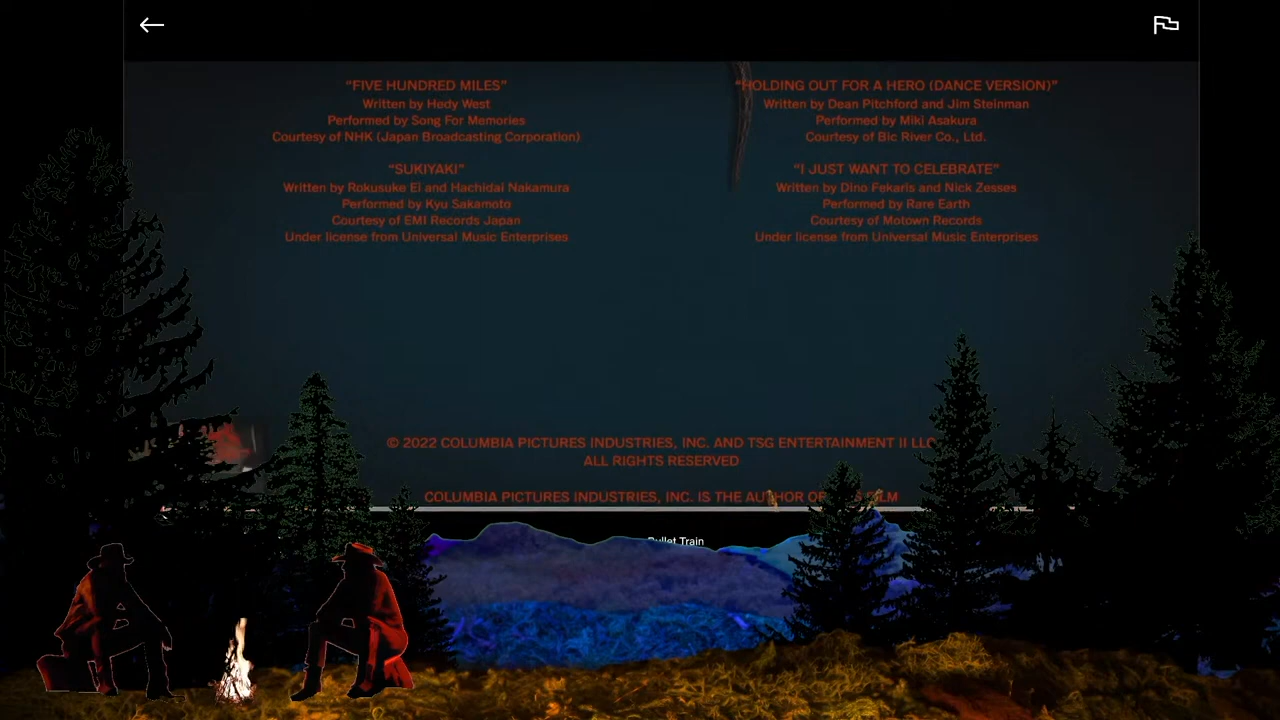 “FIVE HUNDRED MILES”
Written by Hedy West
Performed by Song For Memories
Courtesy of NHK (Japan Broadcasting Corporation)
“SUKIYAKI”
Written by Rokusuke Ei and Hachidai Nakamura
Performed by Kyu Sakamoto
Courtesy of EMI Records Japan
Under license from Universal Music Enterprises
“HOLDING OUT FOR A HERO (DANCE VERSION)”
Written by Dean Pitchford and Jim Steinman
Performed by Miki Asakura
Courtesy of Bic River Co., Ltd.
“I JUST WANT TO CELEBRATE”
Written by Dino Fekaris and Nick Zesses
Performed by Rare Earth
Courtesy of Motown Records
Under license from Universal Music Enterprises
© 2022 COLUMBIA PICTURES INDUSTRIES, INC. AND TSG ENTERTAINMENT II LLC
ALL RIGHTS RESERVED
COLUMBIA PICTURES INDUSTRIES, INC. IS THE AUTHOR OF FILM
Bullet Train